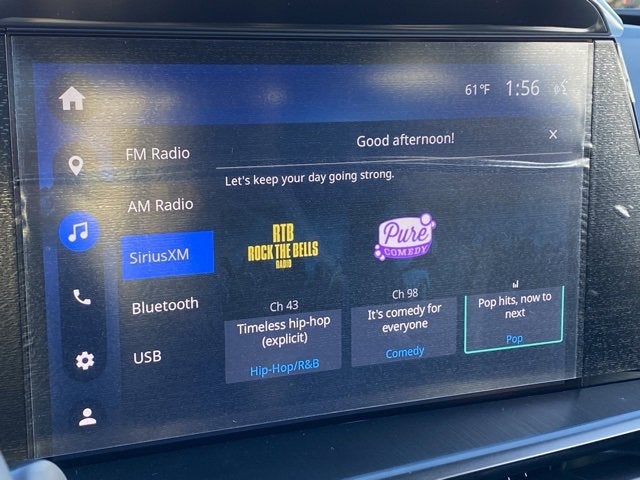 61°F 1:56
FM Radio
AM Radio
SiriusXM
Bluetooth
USB
Good afternoon!
X
Let's keep your day going strong.
RTB
ROCK THE BELLS
RADIO
Ch 43
Timeless hip-hop
(explicit)
Hip-Hop/R&B
Pure
COMEDY
Ch 98
It's comedy for
everyone
Comedy
Pop hits, now to
next
Pop